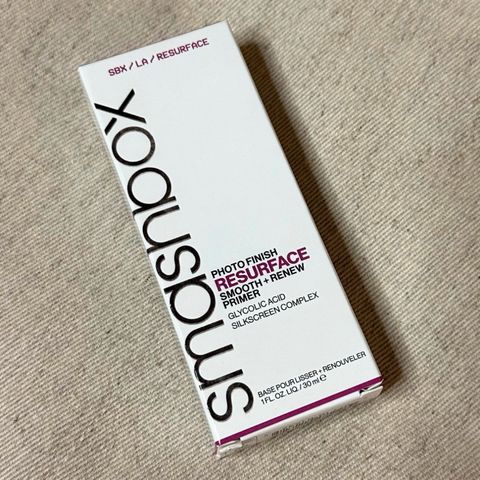 SBX / LA / RESURFACE
smashbox
PHOTO FINISH
RESURFACE
SMOOTH + RENEW
PRIMER
GLYCOLIC ACID
SILKSCREEN COMPLEX
BASE POUR LISSER + RENOUVELER
1 FL. OZ. LIQ. / 30 ml ℮